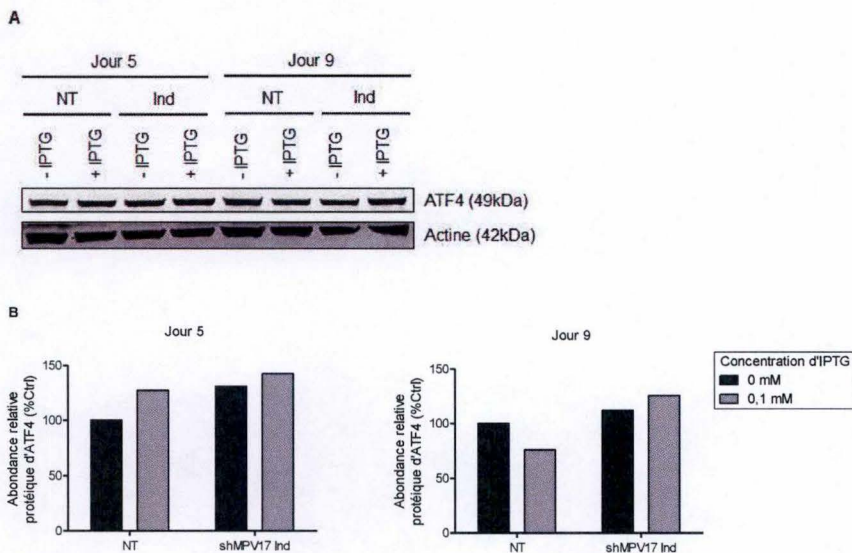 A
Jour 5 Jour 9
NT Ind NT Ind
- IPTG + IPTG - IPTG + IPTG - IPTG + IPTG - IPTG + IPTG
ATF4 (49kDa)
Actine (42kDa)
B
Jour 5
Abondance relative
protéique d'ATF4 (%Ctrl)
150
100
50
0
NT shMPV17 Ind
Jour 9
Abondance relative
protéique d'ATF4 (%Ctrl)
150
100
50
0
NT shMPV17 Ind
Concentration d'IPTG
0 mM
0,1 mM